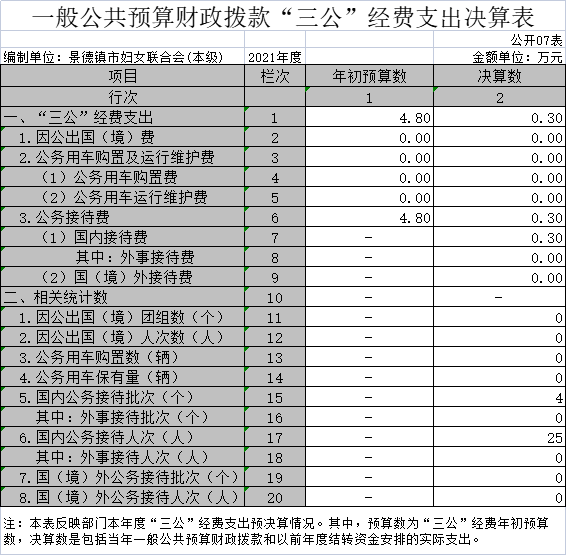 一般公共预算财政拨款“三公”经费支出决算表
公开07表
编制单位：景德镇市妇女联合会(本级) 2021年度 金额单位：万元
项目 栏次 年初预算数 决算数
行次 1 2
一、“三公”经费支出 1 4.80 0.30
1.因公出国（境）费 2 0.00 0.00
2.公务用车购置及运行维护费 3 0.00 0.00
（1）公务用车购置费 4 0.00 0.00
（2）公务用车运行维护费 5 0.00 0.00
3.公务接待费 6 4.80 0.30
（1）国内接待费 7 - 0.30
其中：外事接待费 8 - 0.00
（2）国（境）外接待费 9 - 0.00
二、相关统计数 10 - -
1.因公出国（境）团组数（个） 11 - 0
2.因公出国（境）人次数（人） 12 - 0
3.公务用车购置数（辆） 13 - 0
4.公务用车保有量（辆） 14 - 0
5.国内公务接待批次（个） 15 - 4
其中：外事接待批次（个） 16 - 0
6.国内公务接待人次（人） 17 - 25
其中：外事接待人次（人） 18 - 0
7.国（境）外公务接待批次（个） 19 - 0
8.国（境）外公务接待人次（人） 20 - 0
注：本表反映部门本年度“三公”经费支出预决算情况。其中，预算数为“三公”经费年初预算
数，决算数是包括当年一般公共预算财政拨款和以前年度结转资金安排的实际支出。